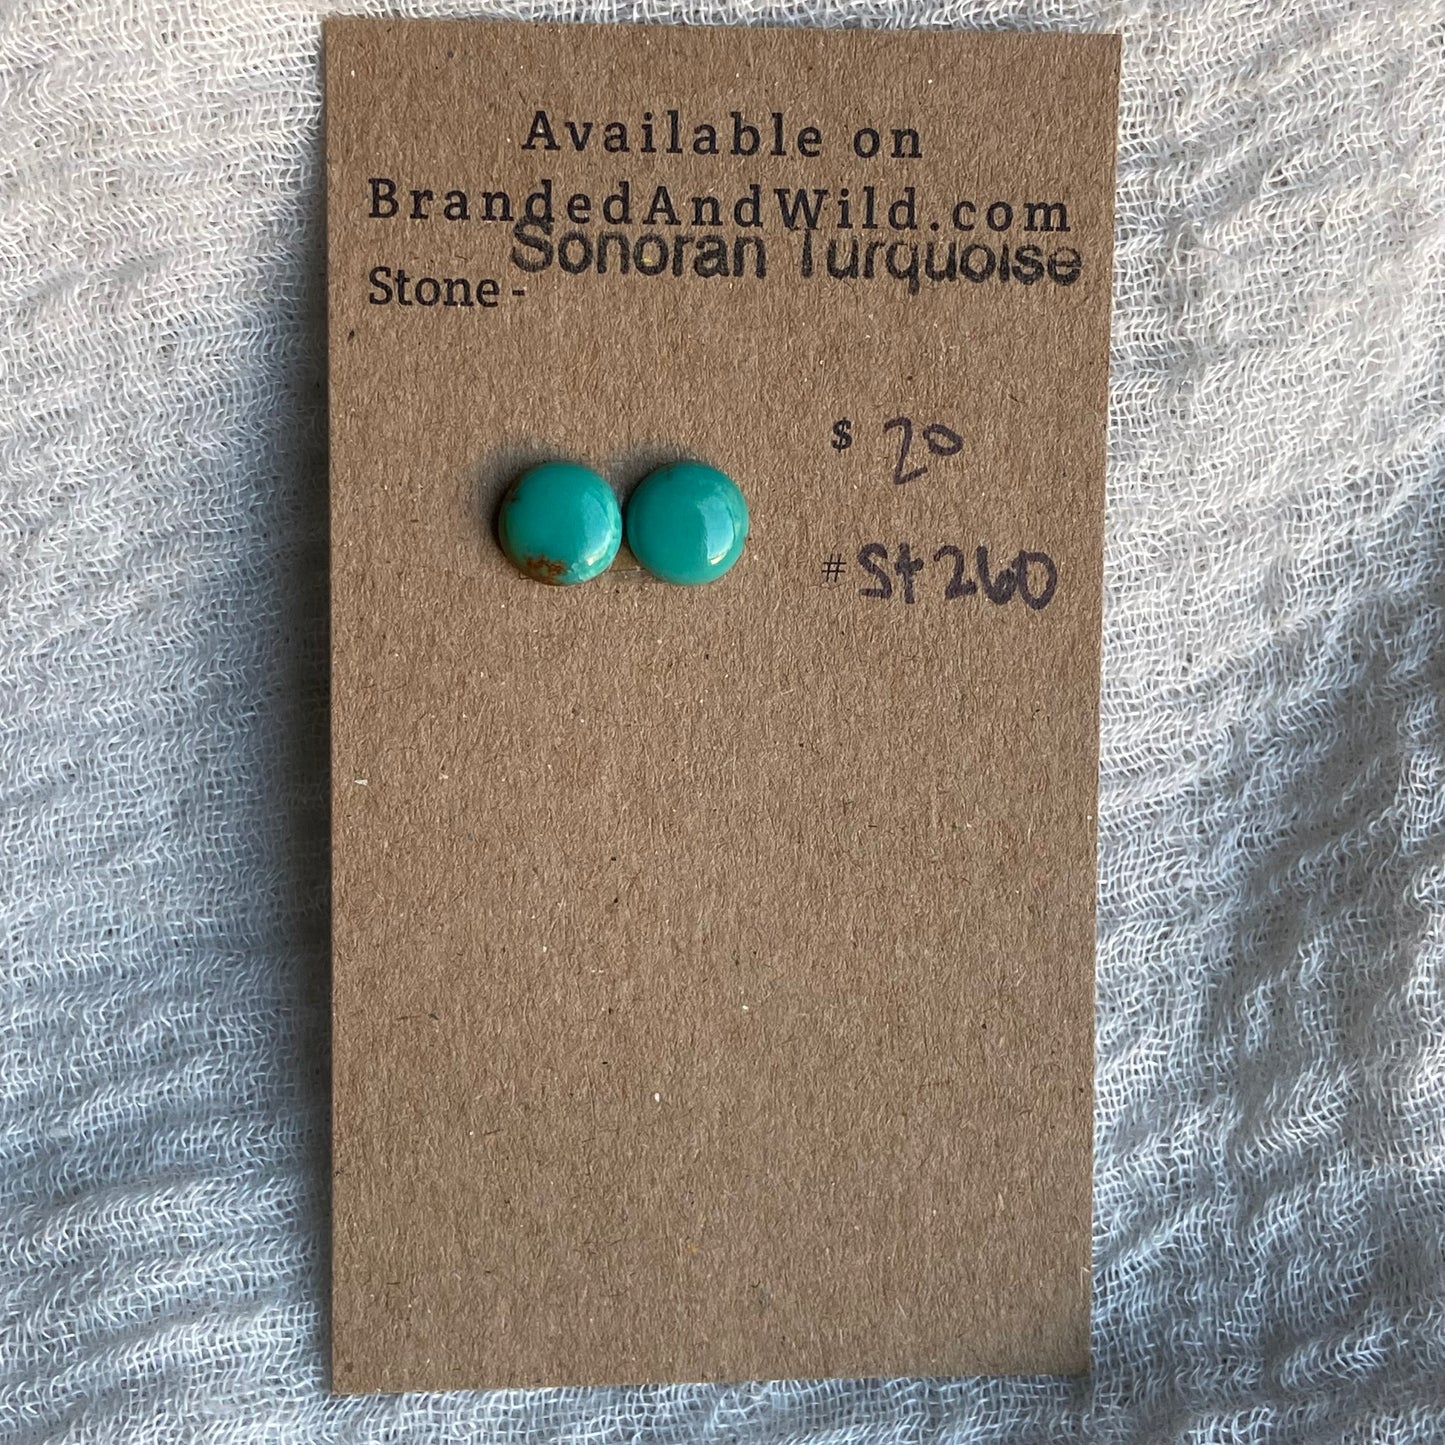 Available on
BrandedAndWild.com
Stone - Sonoran Turquoise
$ 20
# St260